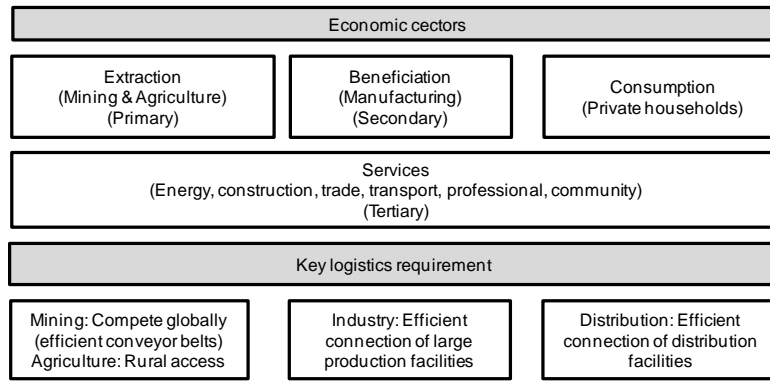 Economic cectors
Extraction
(Mining & Agriculture)
(Primary)
Beneficiation
(Manufacturing)
(Secondary)
Consumption
(Private households)
Services
(Energy, construction, trade, transport, professional, community)
(Tertiary)
Key logistics requirement
Mining: Compete globally
(efficient conveyor belts)
Agriculture: Rural access
Industry: Efficient
connection of large
production facilities
Distribution: Efficient
connection of distribution
facilities